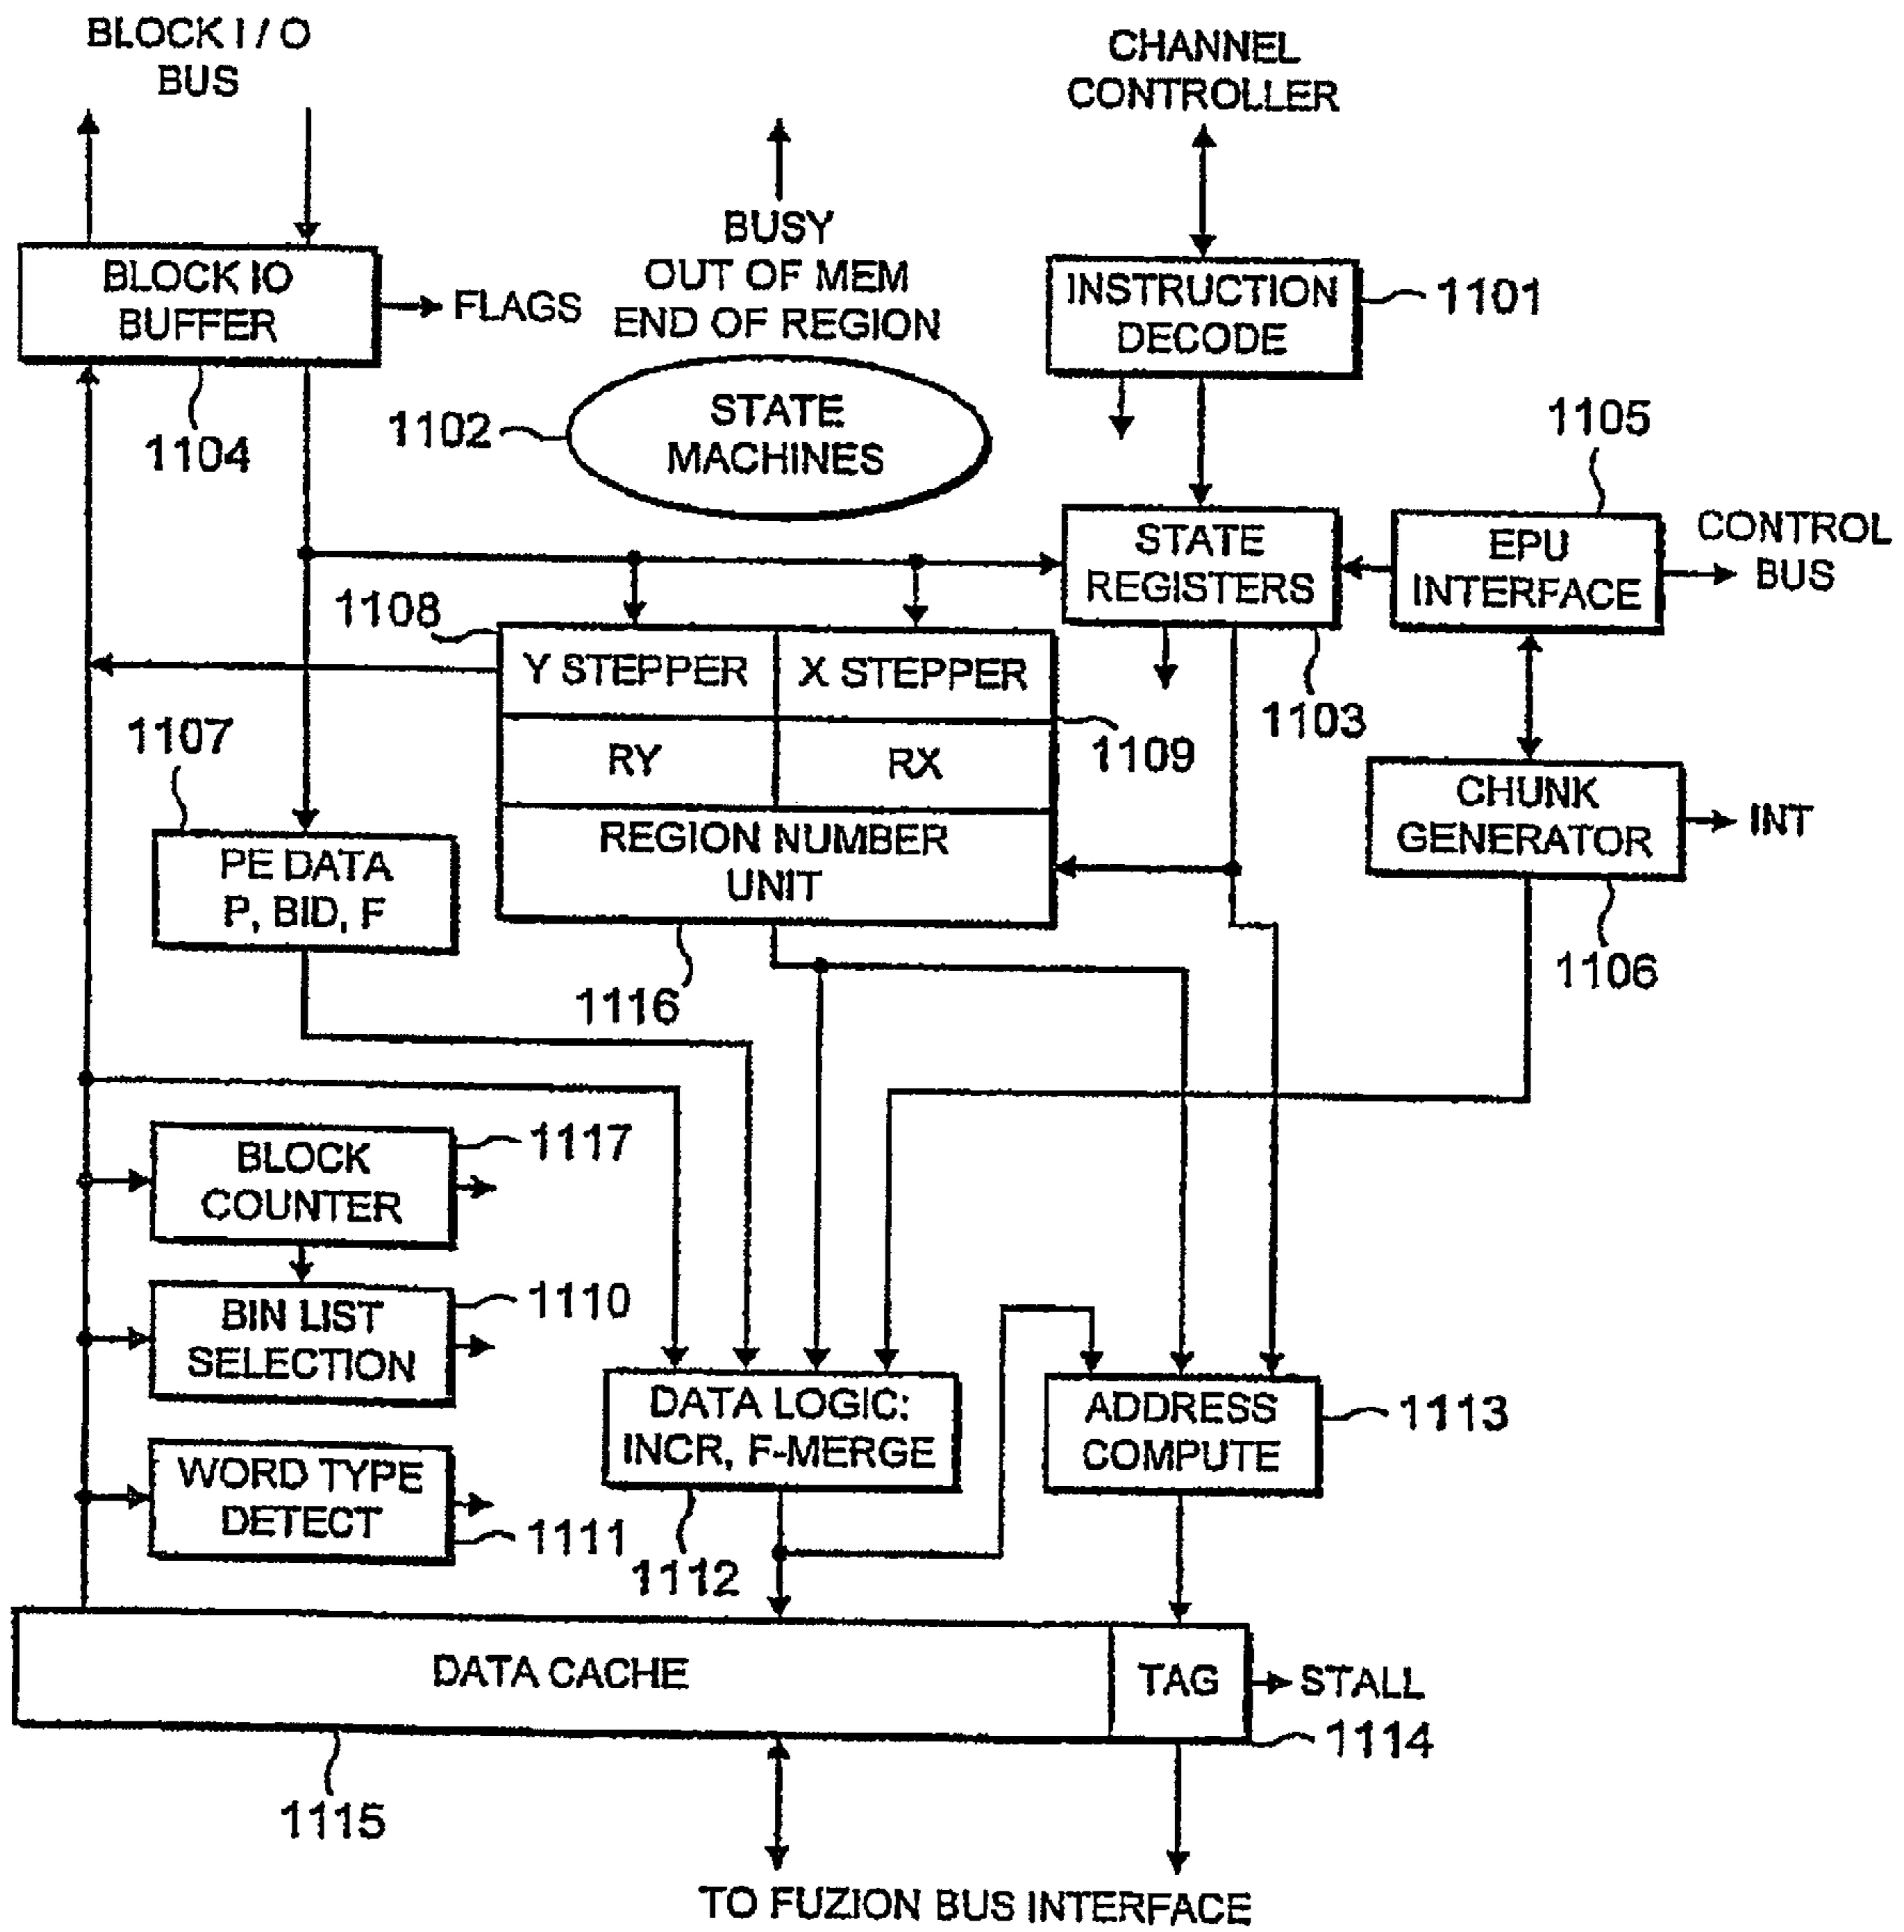 BLOCK I / O
BUS
CHANNEL
CONTROLLER
BUSY
OUT OF MEM
END OF REGION
BLOCK IO
BUFFER
FLAGS
INSTRUCTION
DECODE
1101
1104
1102
STATE
MACHINES
1105
STATE
REGISTERS
EPU
INTERFACE
CONTROL
BUS
1108
Y STEPPER
X STEPPER
1103
1109
1107
RY
RX
CHUNK
GENERATOR
INT
PE DATA
P, BID, F
REGION NUMBER
UNIT
1116
1106
BLOCK
COUNTER
1117
BIN LIST
SELECTION
1110
DATA LOGIC:
INCR, F-MERGE
ADDRESS
COMPUTE
1113
WORD TYPE
DETECT
1111
1112
DATA CACHE
TAG
STALL
1114
1115
TO FUZION BUS INTERFACE